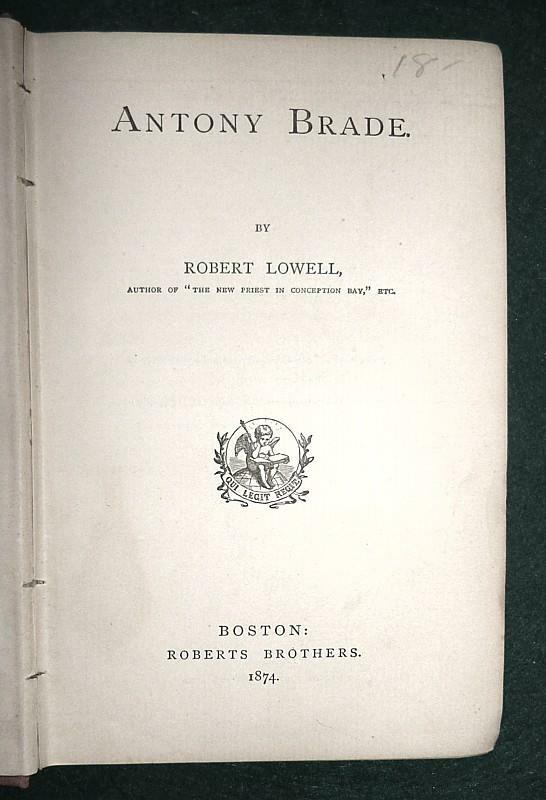 18-
ANTONY BRADE.
BY
ROBERT LOWELL,
AUTHOR OF "THE NEW PRIEST IN CONCEPTION BAY," ETC.
QUI LEGIT REGIT
BOSTON:
ROBERTS BROTHERS.
1874.